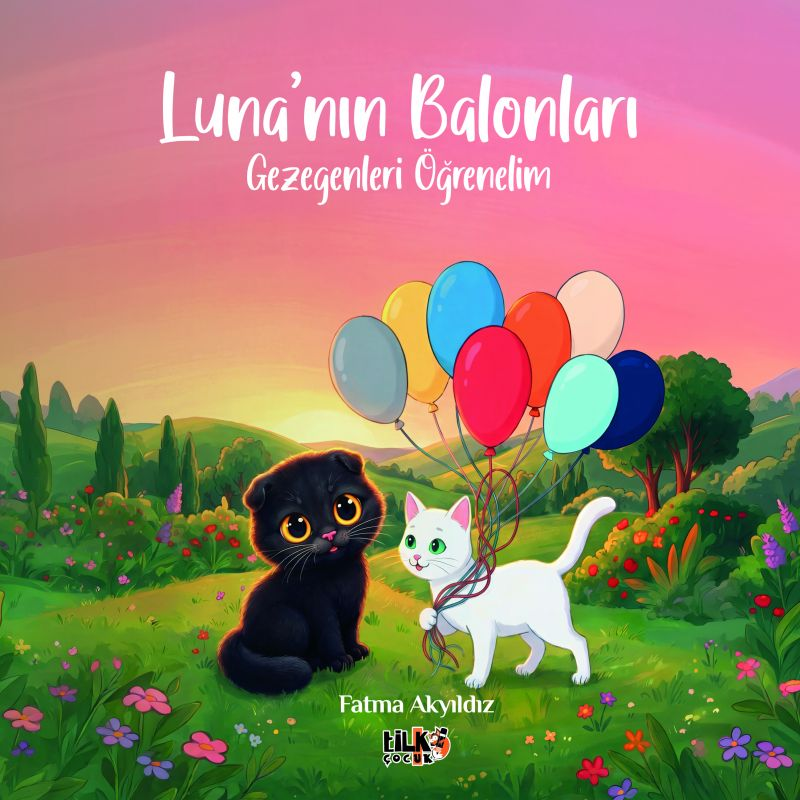 Luna'nın Balonları
Gezegenleri Öğrenelim
Fatma Akyıldız
tiLKi
ÇOCUK